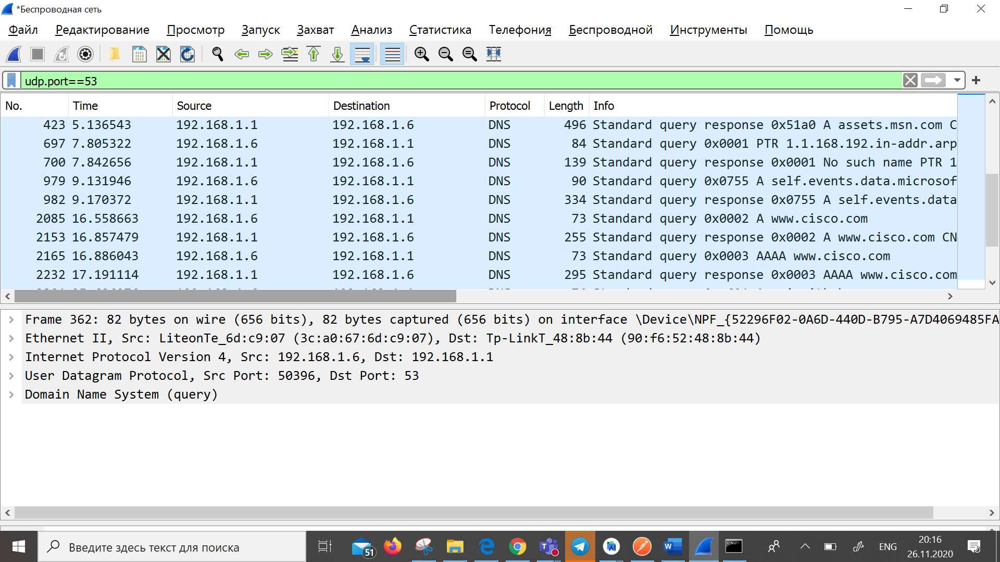 *Беспроводная сеть
Файл Редактирование Просмотр Запуск Захват Анализ Статистика Телефония Беспроводной Инструменты Помощь
udp.port==53
No. Time Source Destination Protocol Length Info
423 5.136543 192.168.1.1 192.168.1.6 DNS 496 Standard query response 0x51a0 A assets.msn.com C
697 7.805322 192.168.1.6 192.168.1.1 DNS 84 Standard query 0x0001 PTR 1.1.168.192.in-addr.arp
700 7.842656 192.168.1.1 192.168.1.6 DNS 139 Standard query response 0x0001 No such name PTR 1
979 9.131946 192.168.1.6 192.168.1.1 DNS 90 Standard query 0x0755 A self.events.data.microsof
982 9.170372 192.168.1.1 192.168.1.6 DNS 334 Standard query response 0x0755 A self.events.data
2085 16.558663 192.168.1.6 192.168.1.1 DNS 73 Standard query 0x0002 A www.cisco.com
2153 16.857479 192.168.1.1 192.168.1.6 DNS 255 Standard query response 0x0002 A www.cisco.com CN
2165 16.886043 192.168.1.6 192.168.1.1 DNS 73 Standard query 0x0003 AAAA www.cisco.com
2232 17.191114 192.168.1.1 192.168.1.6 DNS 295 Standard query response 0x0003 AAAA www.cisco.com
Frame 362: 82 bytes on wire (656 bits), 82 bytes captured (656 bits) on interface \Device\NPF_{52296F02-0A6D-440D-B795-A7D4069485FA
Ethernet II, Src: LiteonTe_6d:c9:07 (3c:a0:67:6d:c9:07), Dst: Tp-LinkT_48:8b:44 (90:f6:52:48:8b:44)
Internet Protocol Version 4, Src: 192.168.1.6, Dst: 192.168.1.1
User Datagram Protocol, Src Port: 50396, Dst Port: 53
Domain Name System (query)
Введите здесь текст для поиска
51
ENG
20:16
26.11.2020